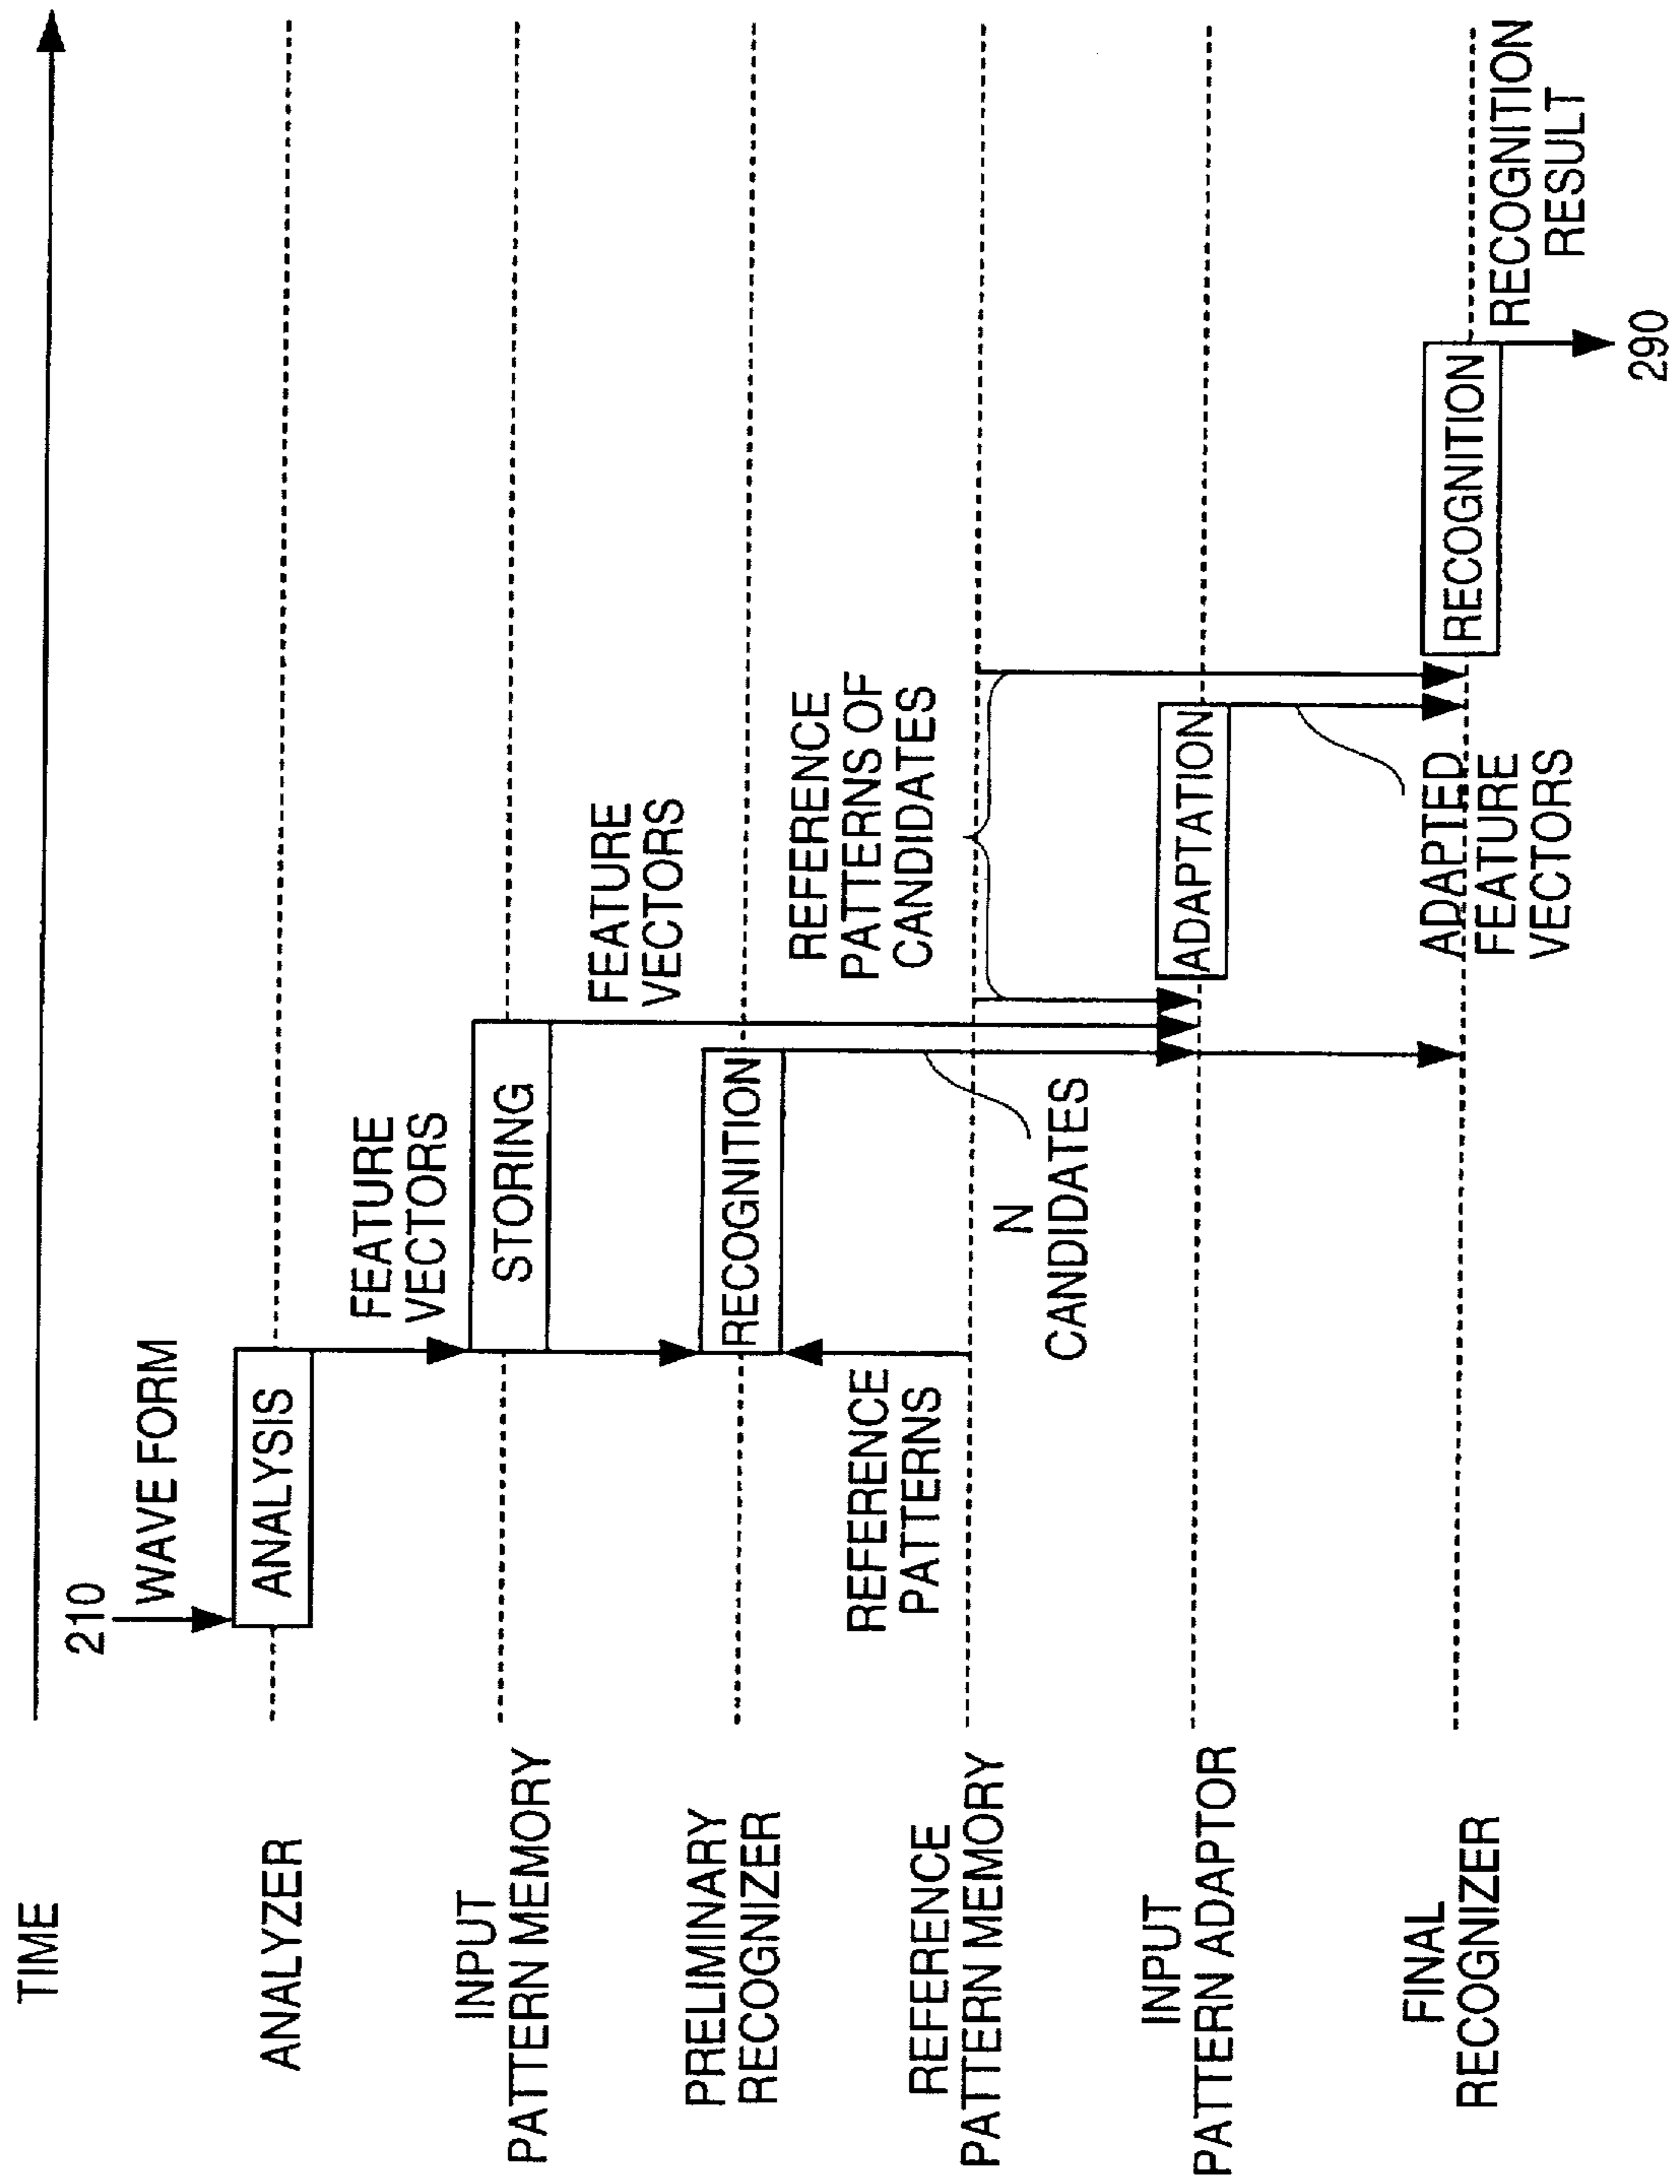 TIME
210
WAVE FORM
ANALYZER
ANALYSIS
FEATURE
VECTORS
INPUT
PATTERN MEMORY
STORING
FEATURE
VECTORS
PRELIMINARY
RECOGNIZER
RECOGNITION
REFERENCE
PATTERNS
REFERENCE
PATTERNS OF
CANDIDATES
REFERENCE
PATTERN MEMORY
N
CANDIDATES
INPUT
PATTERN ADAPTOR
ADAPTATION
ADAPTED
FEATURE
VECTORS
FINAL
RECOGNIZER
RECOGNITION
RECOGNITION
RESULT
290